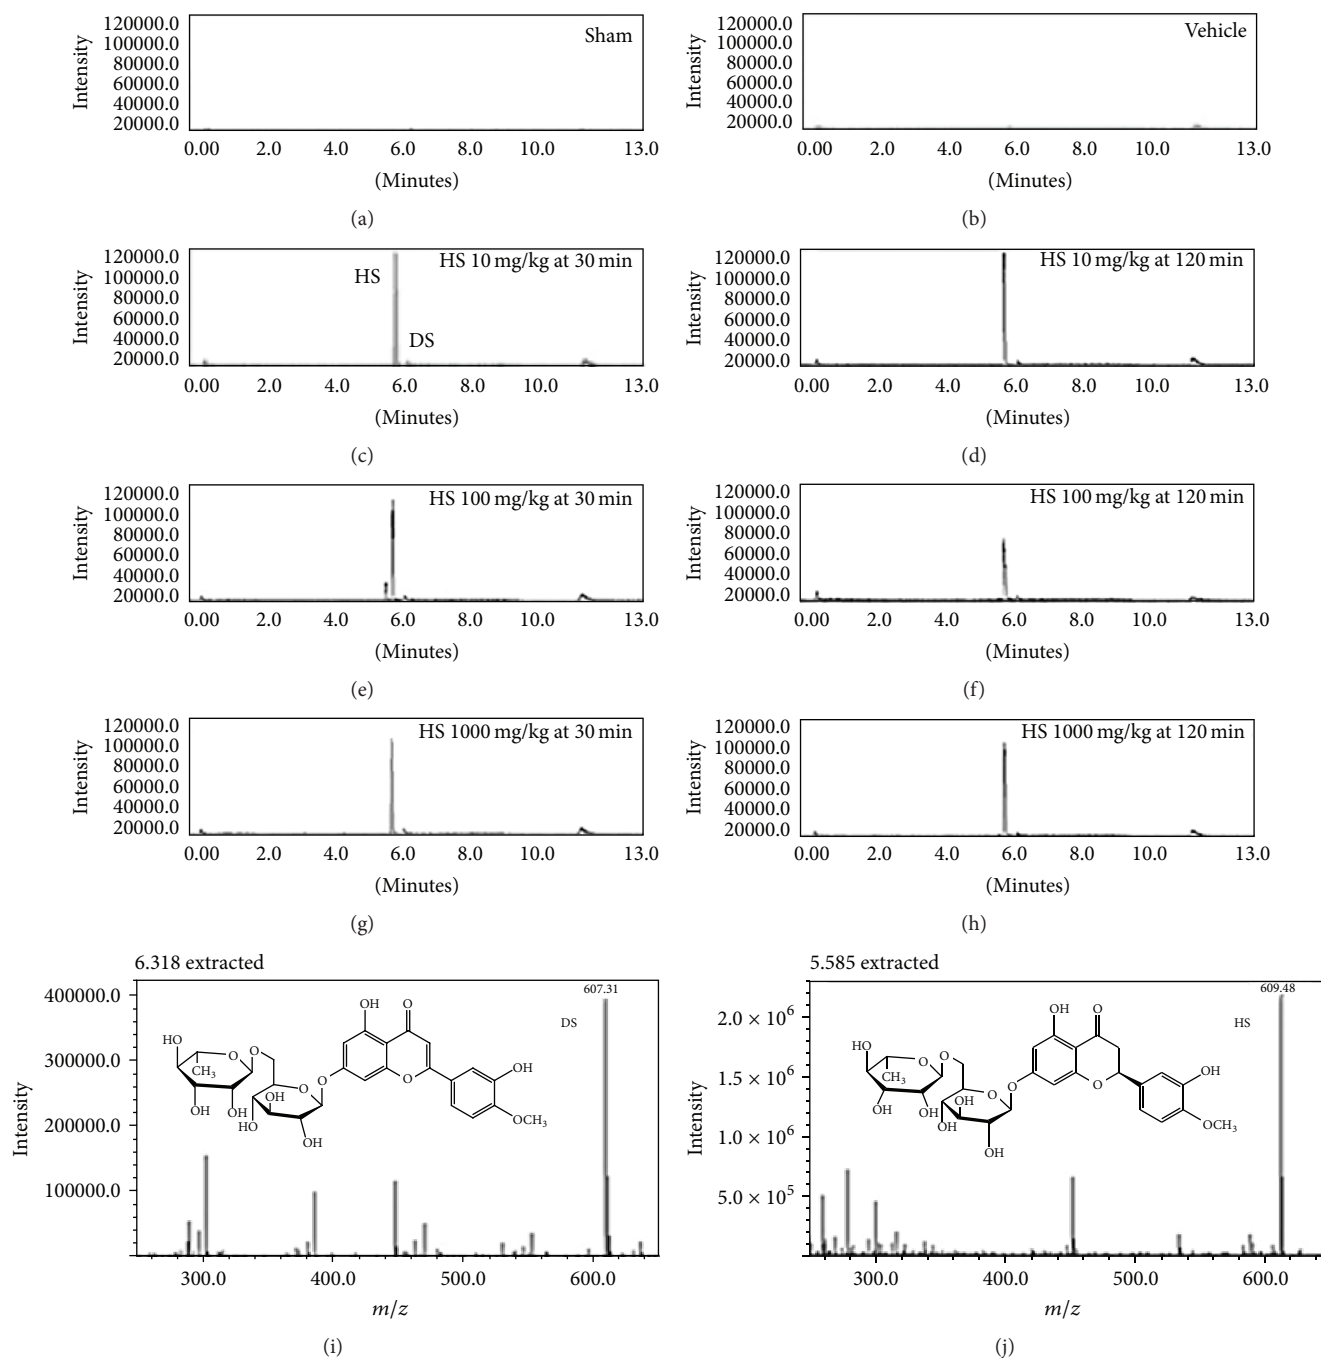 120000.0
100000.0
80000.0
60000.0
40000.0
20000.0
Intensity
Sham
0.00 2.0 4.0 6.0 8.0 10.0 13.0
(Minutes)
(a)
120000.0
100000.0
80000.0
60000.0
40000.0
20000.0
Intensity
Vehicle
0.00 2.0 4.0 6.0 8.0 10.0 13.0
(Minutes)
(b)
120000.0
100000.0
80000.0
60000.0
40000.0
20000.0
Intensity
HS 10 mg/kg at 30 min
HS
DS
0.00 2.0 4.0 6.0 8.0 10.0 13.0
(Minutes)
(c)
120000.0
100000.0
80000.0
60000.0
40000.0
20000.0
Intensity
HS 10 mg/kg at 120 min
0.00 2.0 4.0 6.0 8.0 10.0 13.0
(Minutes)
(d)
120000.0
100000.0
80000.0
60000.0
40000.0
20000.0
Intensity
HS 100 mg/kg at 30 min
0.00 2.0 4.0 6.0 8.0 10.0 13.0
(Minutes)
(e)
120000.0
100000.0
80000.0
60000.0
40000.0
20000.0
Intensity
HS 100 mg/kg at 120 min
0.00 2.0 4.0 6.0 8.0 10.0 13.0
(Minutes)
(f)
120000.0
100000.0
80000.0
60000.0
40000.0
20000.0
Intensity
HS 1000 mg/kg at 30 min
0.00 2.0 4.0 6.0 8.0 10.0 13.0
(Minutes)
(g)
120000.0
100000.0
80000.0
60000.0
40000.0
20000.0
Intensity
HS 1000 mg/kg at 120 min
0.00 2.0 4.0 6.0 8.0 10.0 13.0
(Minutes)
(h)
6.318 extracted
400000.0
300000.0
200000.0
100000.0
Intensity
607.31
DS
OH
O
HO
O
O
CH₃
O
O
OH
OH
O
OH
OH
HO
HO
OH
OCH₃
300.0 400.0 500.0 600.0
m/z
(i)
5.585 extracted
2.0 × 10⁶
1.5 × 10⁶
1.0 × 10⁶
5.0 × 10⁵
Intensity
609.48
HS
OH
O
HO
O
O
CH₃
O
O
OH
OH
O
OH
OH
OH
OH
OH
OCH₃
300.0 400.0 500.0 600.0
m/z
(j)